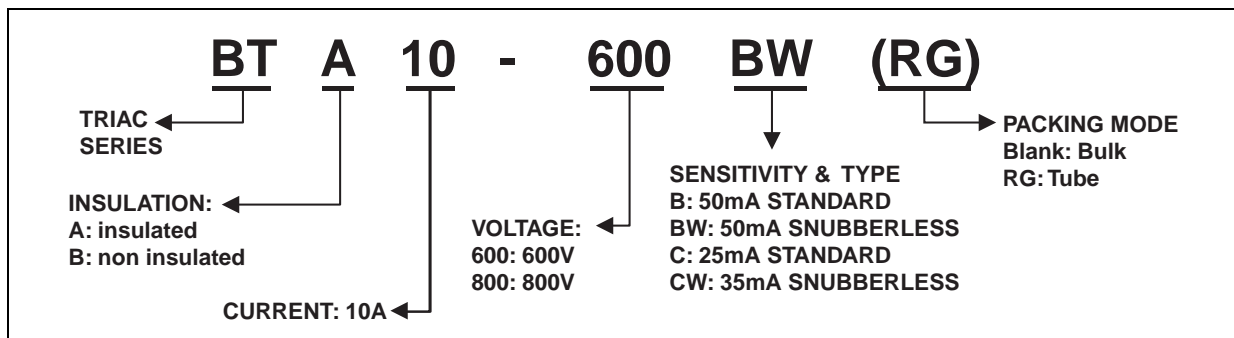 BT A 10 - 600 BW (RG)
TRIAC
SERIES
INSULATION:
A: insulated
B: non insulated
CURRENT: 10A
VOLTAGE:
600: 600V
800: 800V
SENSITIVITY & TYPE
B: 50mA STANDARD
BW: 50mA SNUBBERLESS
C: 25mA STANDARD
CW: 35mA SNUBBERLESS
PACKING MODE
Blank: Bulk
RG: Tube